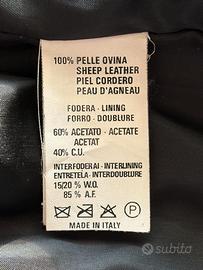 100% PELLE OVINA
SHEEP LEATHER
PIEL CORDERO
PEAU D'AGNEAU
FODERA - LINING
FORRO - DOUBLURE
60% ACETATO - ACETATE
ACETAT
40% C.U.
INTERFODERA - INTERLINING
ENTRETELA - INTERDOUBLURE
15/20 % W.O.
85 % A.F.
P
MADE IN ITALY
subito